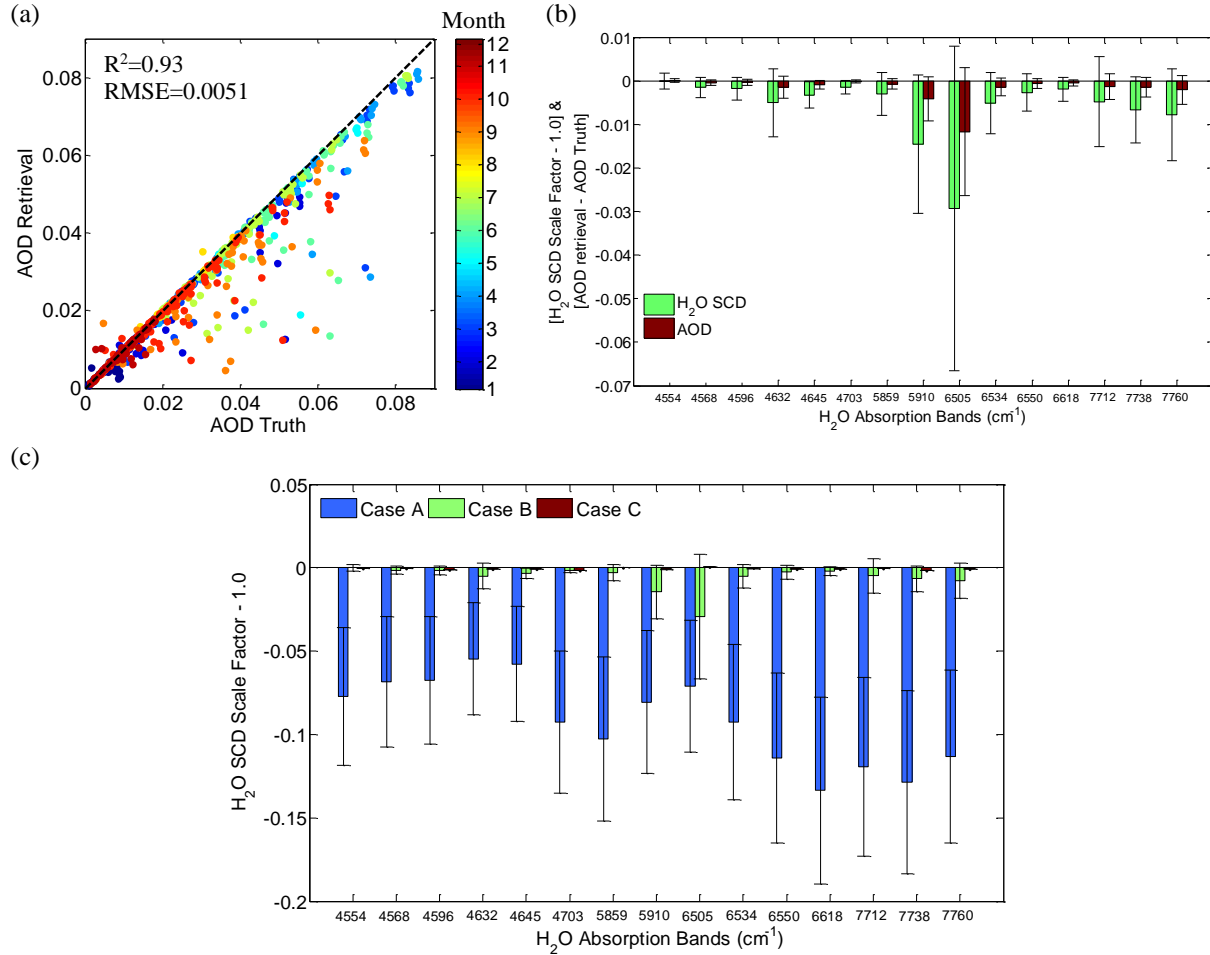 (a)
Month
R²=0.93
RMSE=0.0051
AOD Retrieval
0.08
0.06
0.04
0.02
0
0 0.02 0.04 0.06 0.08
AOD Truth
12
11
10
9
8
7
6
5
4
3
2
1
(b)
[H₂O SCD Scale Factor - 1.0] &
[AOD retrieval - AOD Truth]
0.01
0
-0.01
-0.02
-0.03
-0.04
-0.05
-0.06
-0.07
H₂O SCD
AOD
4554 4568 4596 4632 4645 4703 5859 5910 6505 6534 6550 6618 7712 7738 7760
H₂O Absorption Bands (cm⁻¹)
(c)
H₂O SCD Scale Factor - 1.0
0.05
0
-0.05
-0.1
-0.15
-0.2
Case A Case B Case C
4554 4568 4596 4632 4645 4703 5859 5910 6505 6534 6550 6618 7712 7738 7760
H₂O Absorption Bands (cm⁻¹)